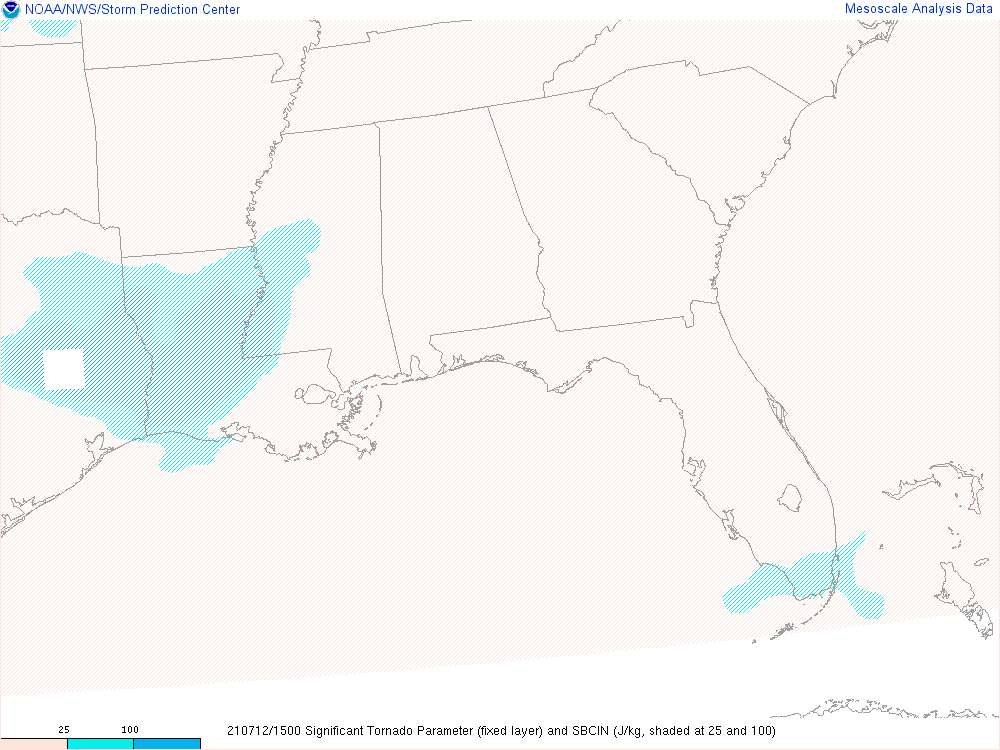 NOAA/NWS/Storm Prediction Center
Mesoscale Analysis Data
25 100
210712/1500 Significant Tornado Parameter (fixed layer) and SBCIN (J/kg, shaded at 25 and 100)